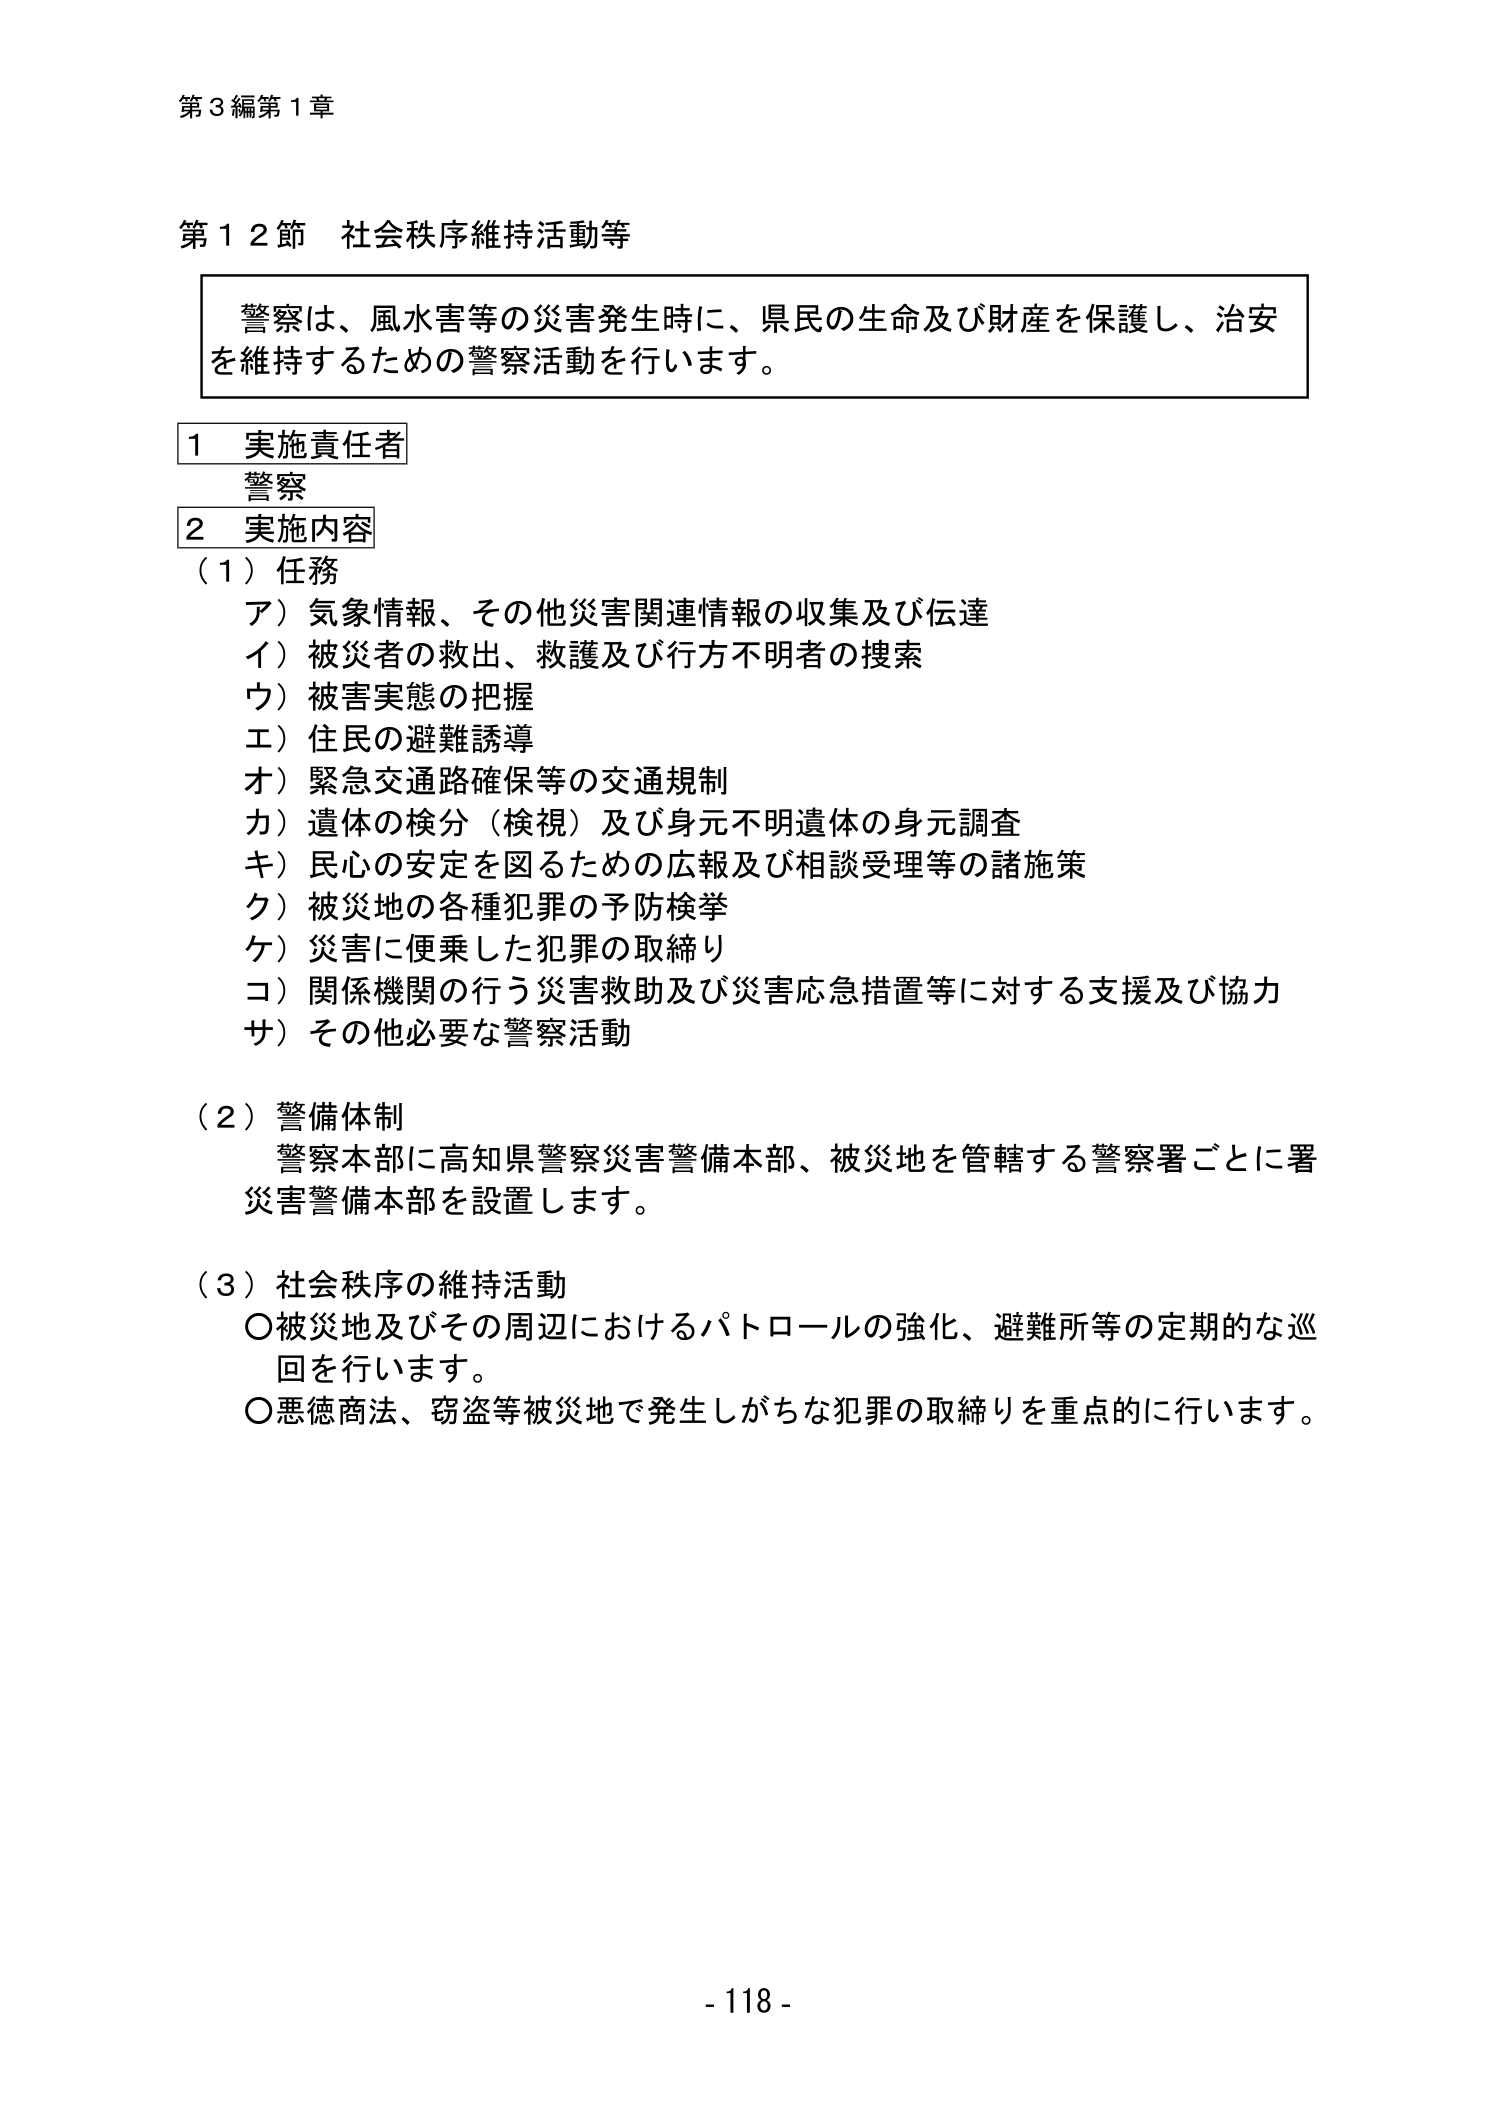 第３編第１章
第１２節　社会秩序維持活動等
警察は、風水害等の災害発生時に、県民の生命及び財産を保護し、治安
を維持するための警察活動を行います。
１　実施責任者
警察
２　実施内容
（１）任務
ア）気象情報、その他災害関連情報の収集及び伝達
イ）被災者の救出、救護及び行方不明者の捜索
ウ）被害実態の把握
エ）住民の避難誘導
オ）緊急交通路確保等の交通規制
カ）遺体の検分（検視）及び身元不明遺体の身元調査
キ）民心の安定を図るための広報及び相談受理等の諸施策
ク）被災地の各種犯罪の予防検挙
ケ）災害に便乗した犯罪の取締り
コ）関係機関の行う災害救助及び災害応急措置等に対する支援及び協力
サ）その他必要な警察活動
（２）警備体制
警察本部に高知県警察災害警備本部、被災地を管轄する警察署ごとに署
災害警備本部を設置します。
（３）社会秩序の維持活動
〇被災地及びその周辺におけるパトロールの強化、避難所等の定期的な巡
回を行います。
〇悪徳商法、窃盗等被災地で発生しがちな犯罪の取締りを重点的に行います。
- 118 -